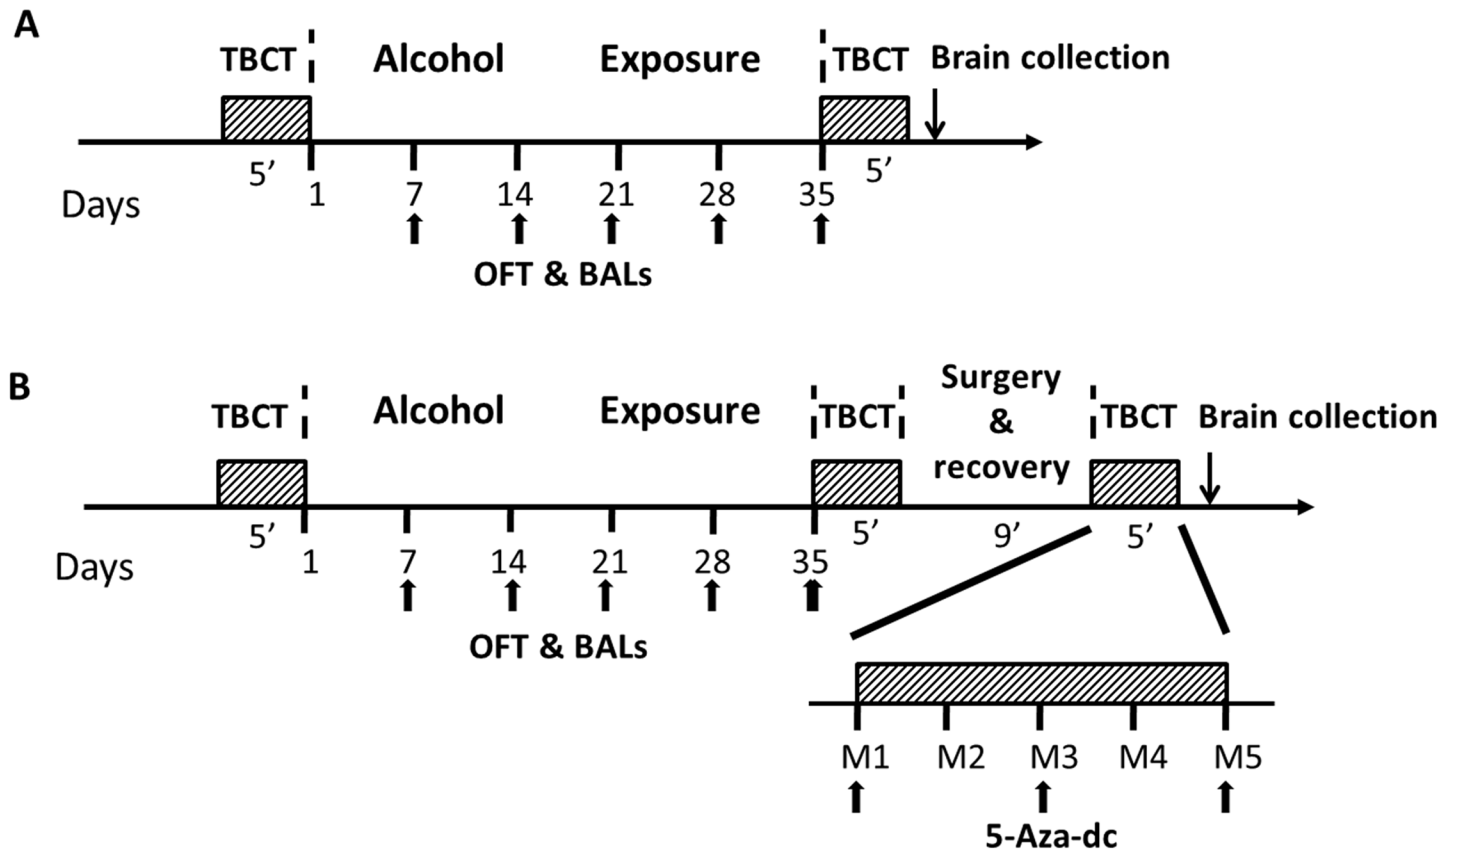 A
TBCT Alcohol Exposure TBCT Brain collection
5’ 5’
Days 1 7 14 21 28 35
OFT & BALs
B
Surgery
&
recovery
TBCT Alcohol Exposure TBCT TBCT Brain collection
5’ 5’ 9’ 5’
Days 1 7 14 21 28 35
OFT & BALs
M1 M2 M3 M4 M5
5-Aza-dc